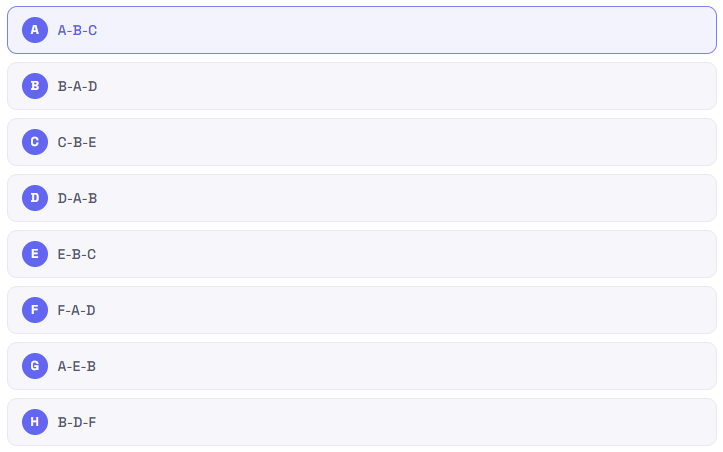 A A-B-C
B B-A-D
C C-B-E
D D-A-B
E E-B-C
F F-A-D
G A-E-B
H B-D-F